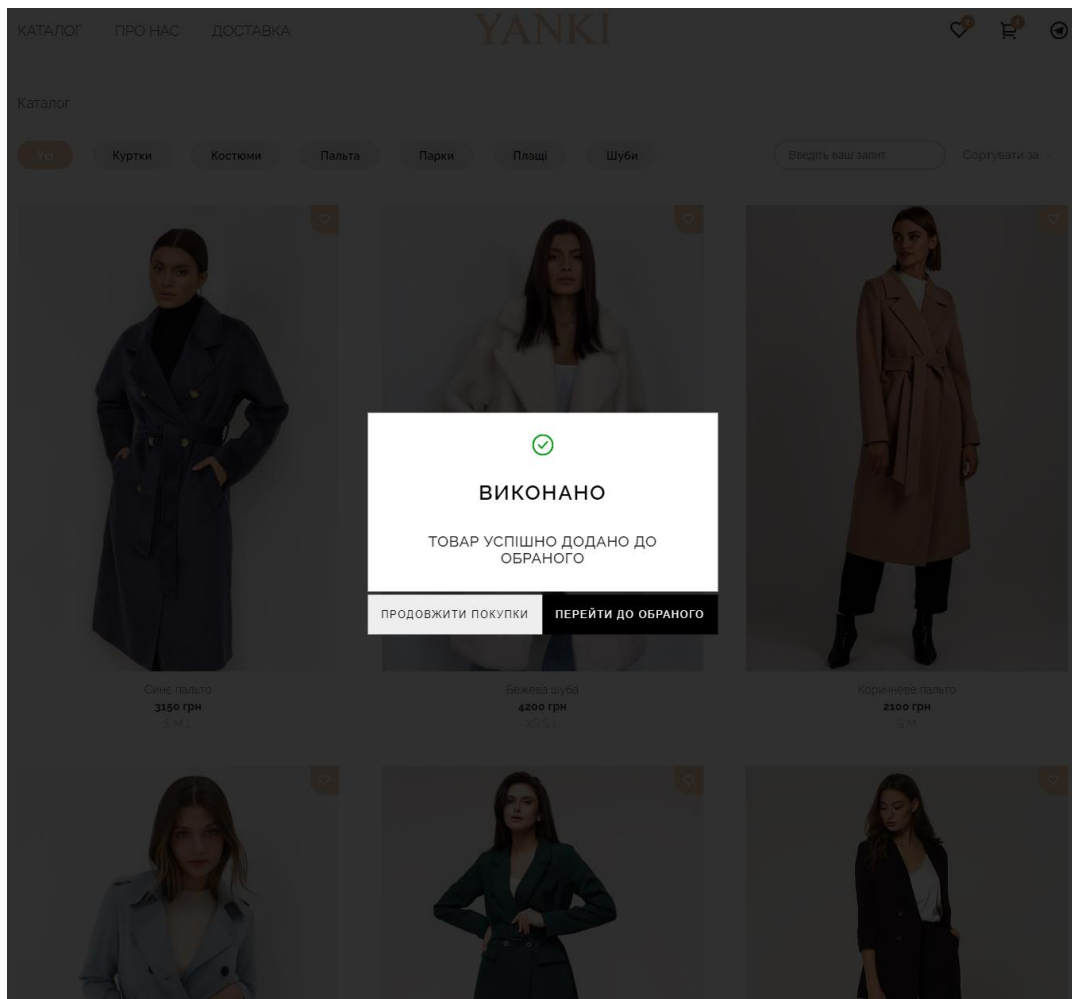 КАТАЛОГ ПРО НАС ДОСТАВКА YANKI
Каталог
Усі Куртки Костюми Пальта Парки Плащі Шуби Введіть ваш запит Сортувати за
ВИКОНАНО
ТОВАР УСПІШНО ДОДАНО ДО
ОБРАНОГО
ПРОДОВЖИТИ ПОКУПКИ ПЕРЕЙТИ ДО ОБРАНОГО
Синє пальто Бежева шуба Коричневе пальто
3150 грн 4200 грн 2100 грн
S M L XS S L S M